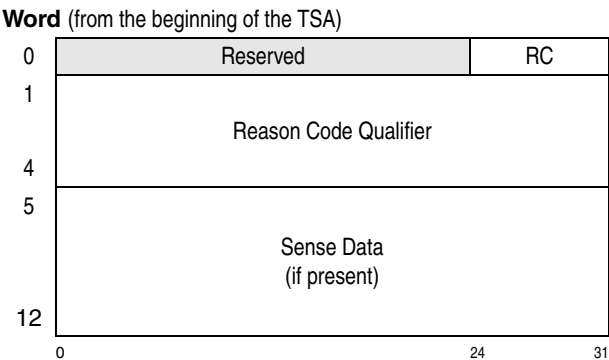 Word (from the beginning of the TSA)
0 Reserved RC
1
Reason Code Qualifier
4
5
Sense Data
(if present)
12
0 24 31